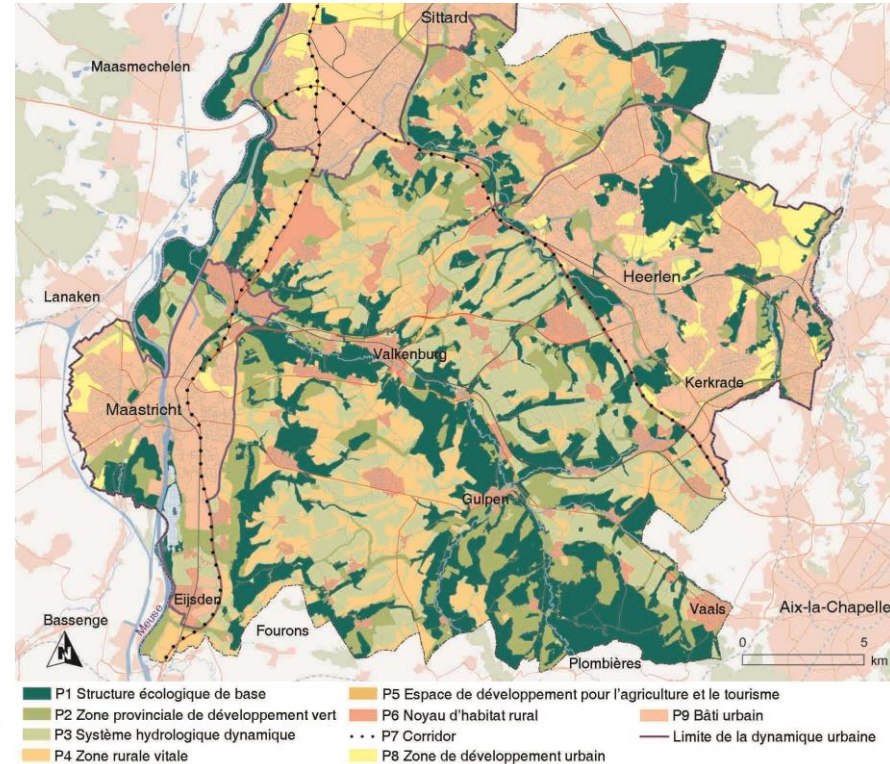 Sittard
Maasmechelen
Lanaken
Heerlen
Valkenburg
Kerkrade
Maastricht
Gulpen
Eijsden
Vaals
Aix-la-Chapelle
Bassenge
Meuse
Fourons
Plombières
N
0 5
km
P1 Structure écologique de base
P2 Zone provinciale de développement vert
P3 Système hydrologique dynamique
P4 Zone rurale vitale
P5 Espace de développement pour l'agriculture et le tourisme
P6 Noyau d'habitat rural
P7 Corridor
P8 Zone de développement urbain
P9 Bâti urbain
Limite de la dynamique urbaine